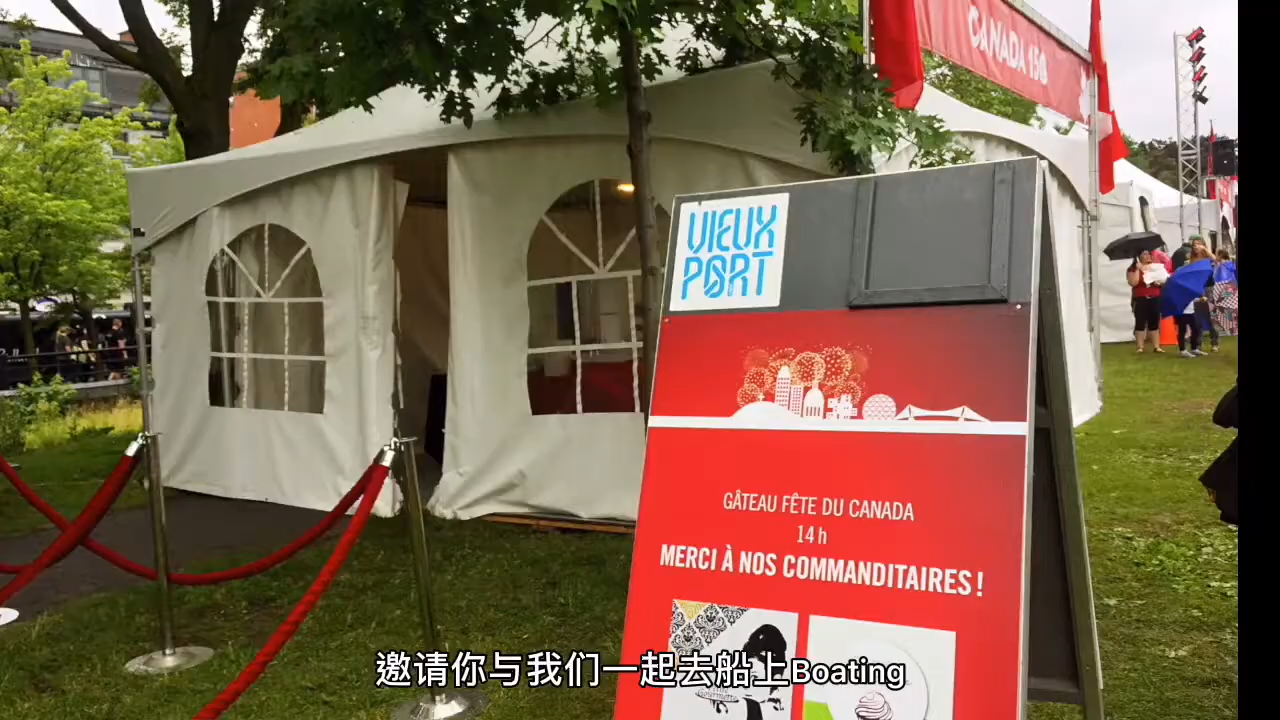 CANADA 150
VIEUX
PORT
GÂTEAU FÊTE DU CANADA
14 h
MERCI À NOS COMMANDITAIRES !
邀请你与我们一起去船上Boating